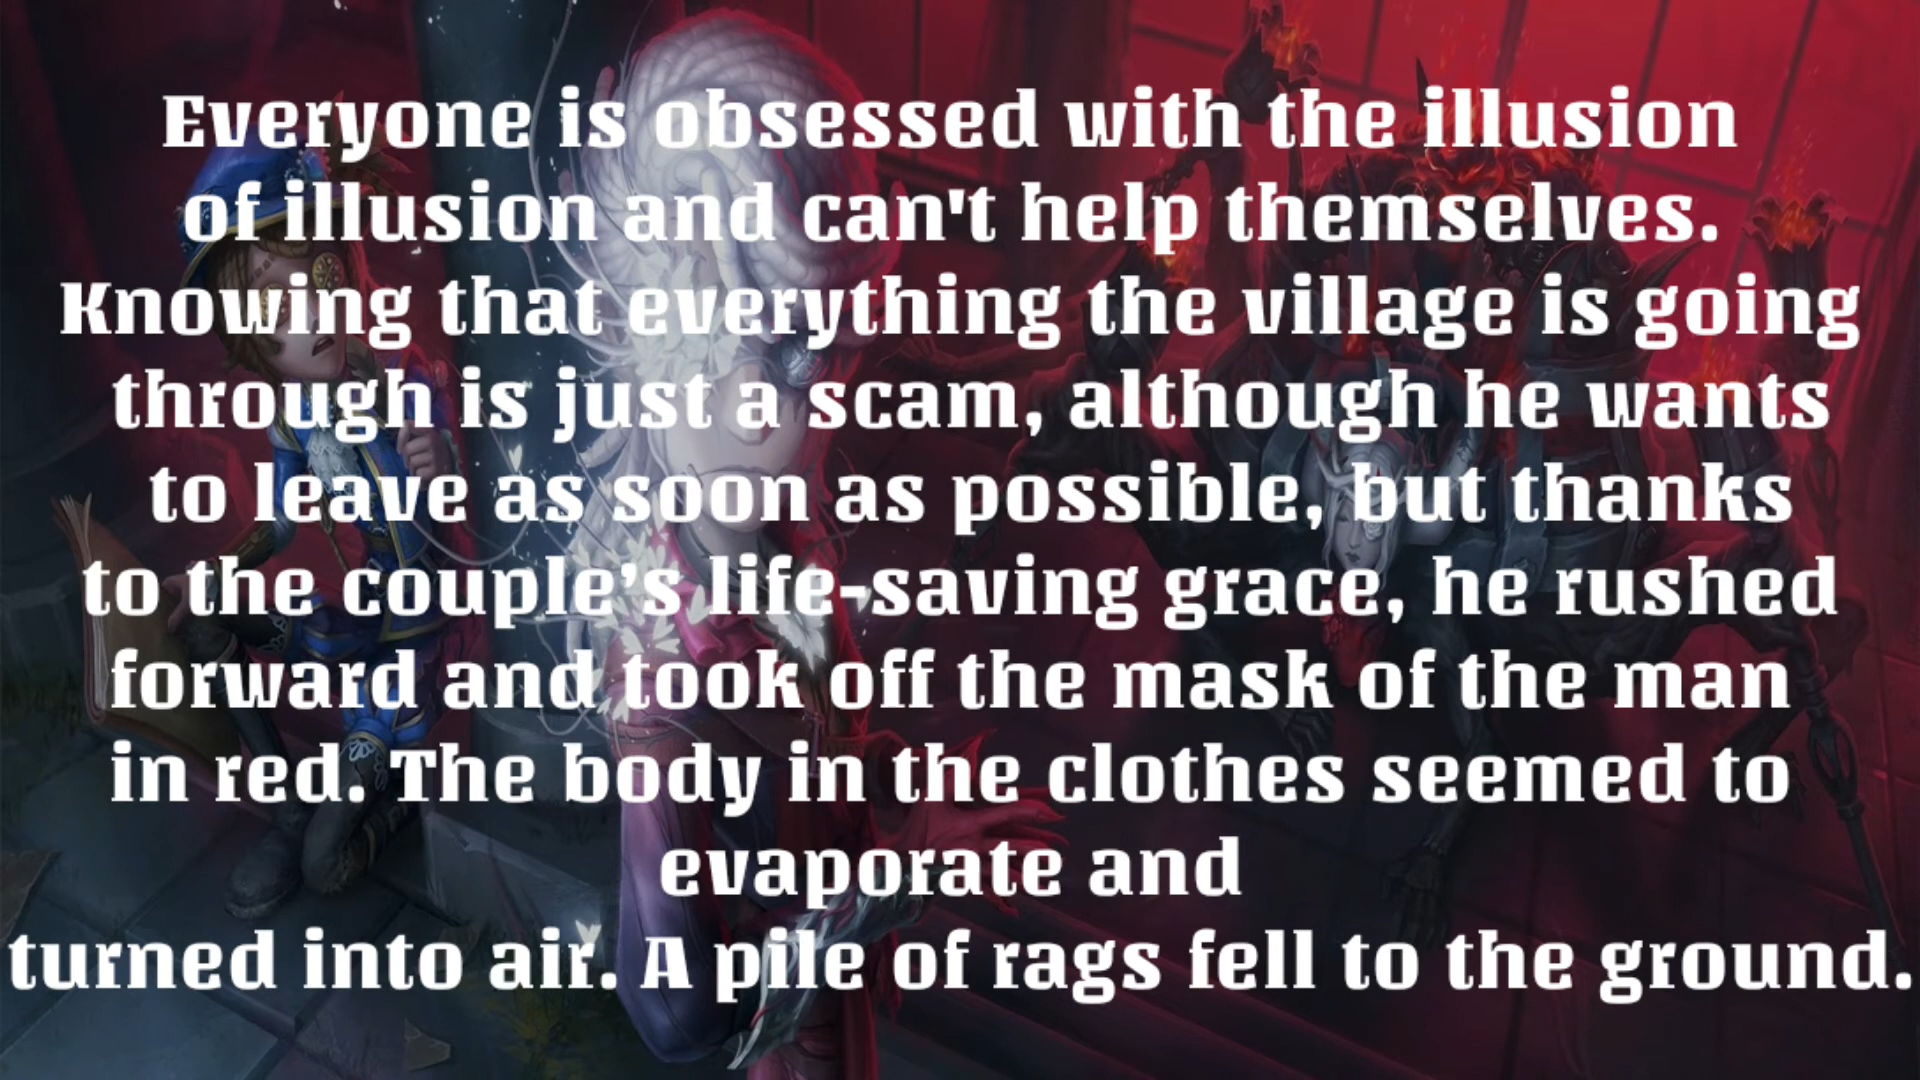 Everyone is obsessed with the illusion
of illusion and can't help themselves.
Knowing that everything the village is going
through is just a scam, although he wants
to leave as soon as possible, but thanks
to the couple’s life-saving grace, he rushed
forward and took off the mask of the man
in red. The body in the clothes seemed to
evaporate and
turned into air. A pile of rags fell to the ground.